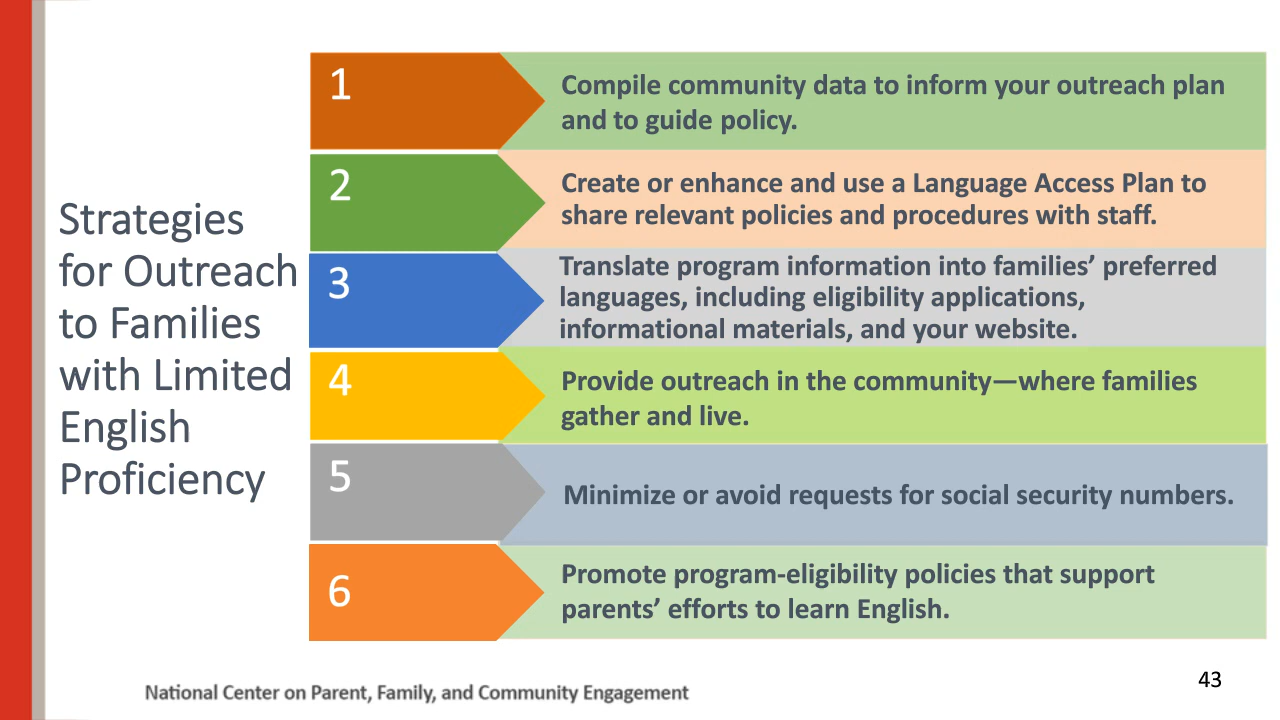 Strategies
for Outreach
to Families
with Limited
English
Proficiency
1
Compile community data to inform your outreach plan
and to guide policy.
2
Create or enhance and use a Language Access Plan to
share relevant policies and procedures with staff.
3
Translate program information into families’ preferred
languages, including eligibility applications,
informational materials, and your website.
4
Provide outreach in the community—where families
gather and live.
5
Minimize or avoid requests for social security numbers.
6
Promote program-eligibility policies that support
parents’ efforts to learn English.
National Center on Parent, Family, and Community Engagement
43